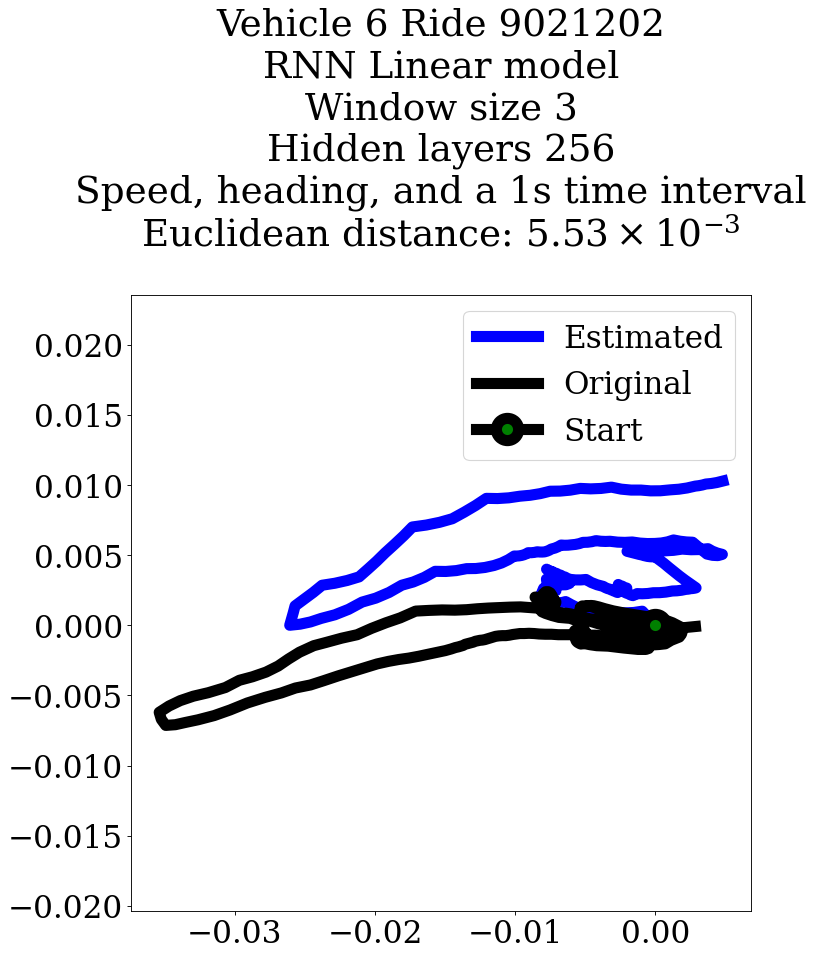 Vehicle 6 Ride 9021202
RNN Linear model
Window size 3
Hidden layers 256
Speed, heading, and a 1s time interval
Euclidean distance: 5.53 × 10⁻³
Estimated
Original
Start
0.020
0.015
0.010
0.005
0.000
−0.005
−0.010
−0.015
−0.020
−0.03 −0.02 −0.01 0.00